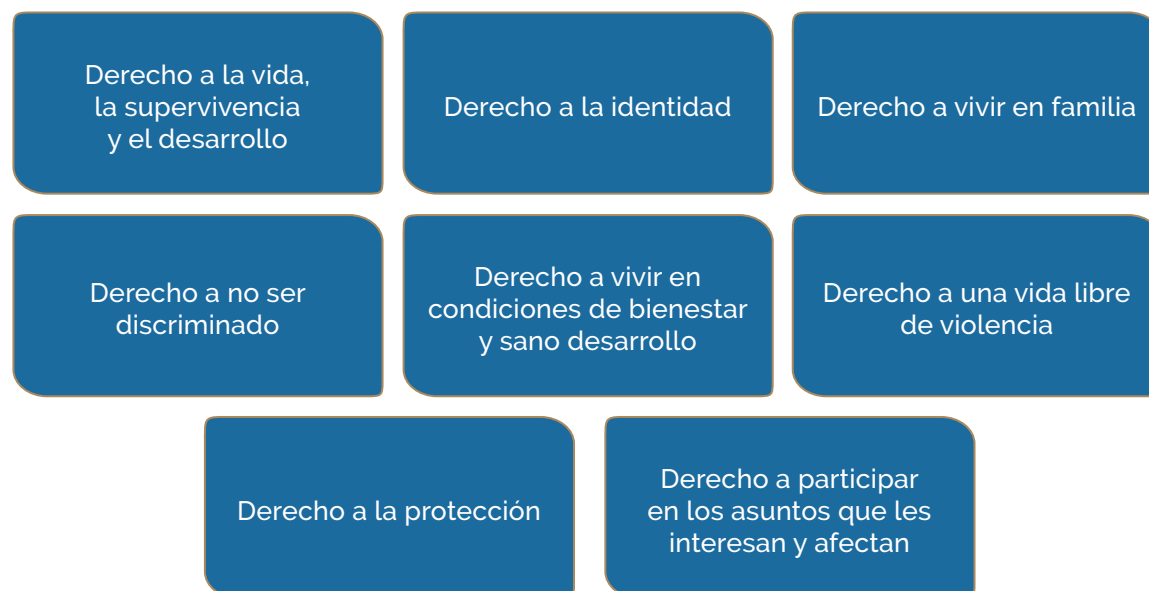 Derecho a la vida,
la supervivencia
y el desarrollo
Derecho a la identidad
Derecho a vivir en familia
Derecho a no ser
discriminado
Derecho a vivir en
condiciones de bienestar
y sano desarrollo
Derecho a una vida libre
de violencia
Derecho a la protección
Derecho a participar
en los asuntos que les
interesan y afectan